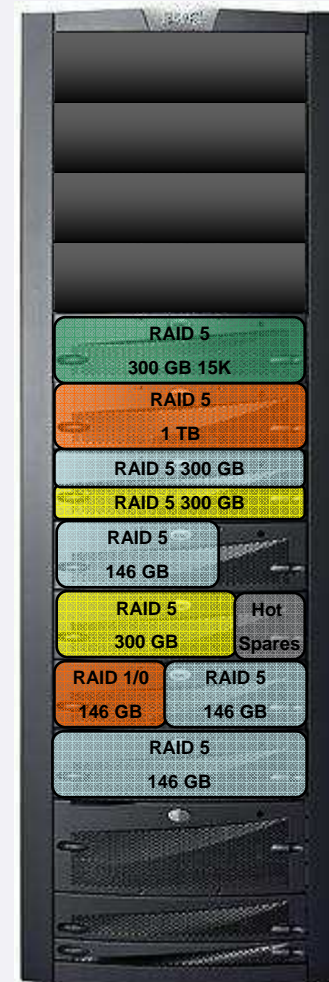 RAID 5
300 GB 15K
RAID 5
1 TB
RAID 5 300 GB
RAID 5 300 GB
RAID 5
146 GB
RAID 5
300 GB
Hot
Spares
RAID 1/0
146 GB
RAID 5
146 GB
RAID 5
146 GB